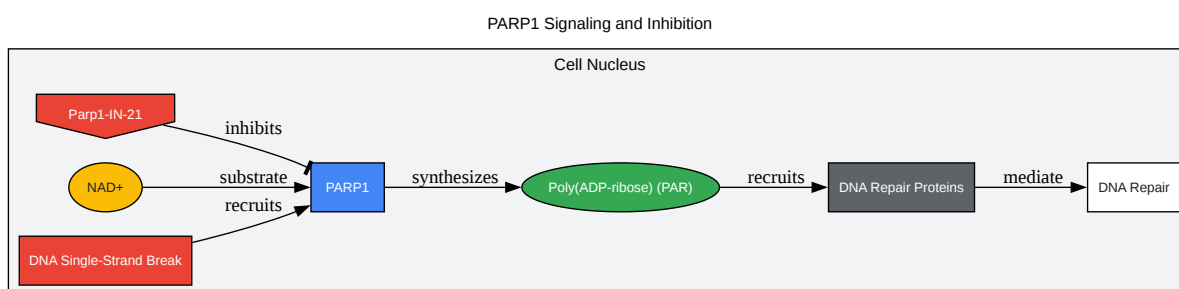 PARP1 Signaling and Inhibition
Cell Nucleus
Parp1-IN-21
inhibits
NAD+
substrate
PARP1
synthesizes
Poly(ADP-ribose) (PAR)
recruits
DNA Repair Proteins
mediate
DNA Repair
recruits
DNA Single-Strand Break